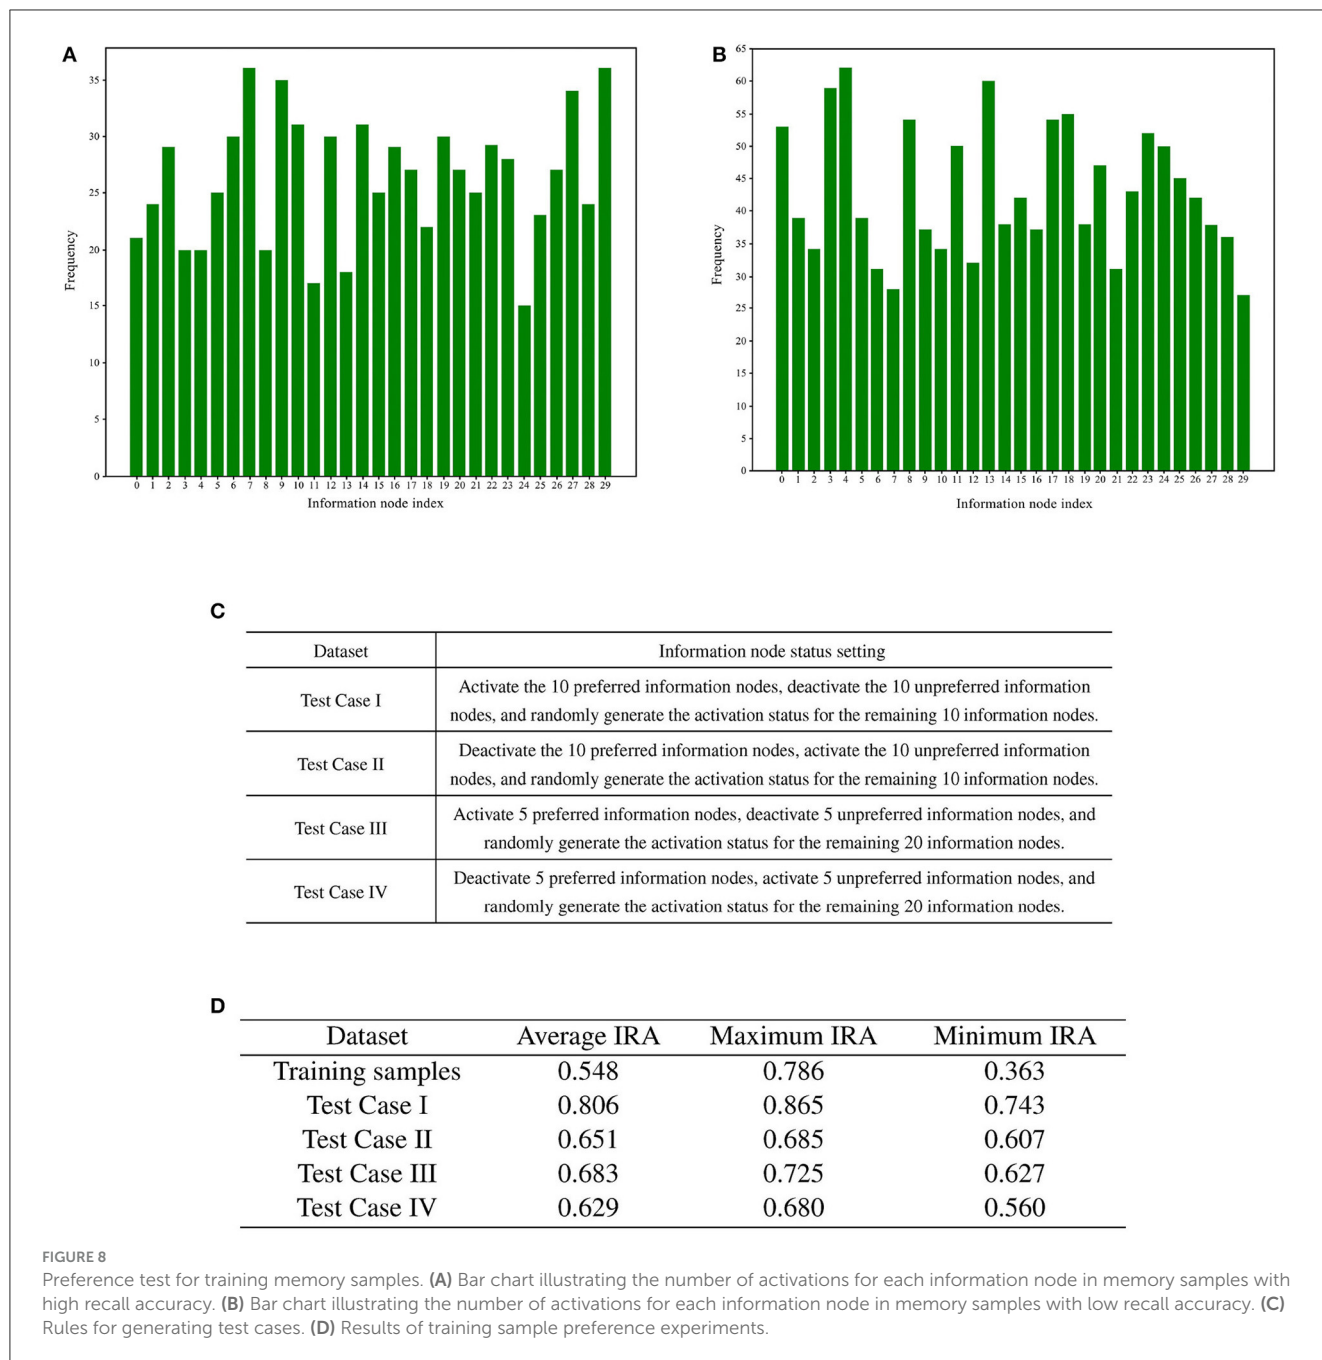 A
35
30
25
20
15
10
5
0
Frequency
0 1 2 3 4 5 6 7 8 9 10 11 12 13 14 15 16 17 18 19 20 21 22 23 24 25 26 27 28 29
Information node index
B
65
60
55
50
45
40
35
30
25
20
15
10
5
0
Frequency
0 1 2 3 4 5 6 7 8 9 10 11 12 13 14 15 16 17 18 19 20 21 22 23 24 25 26 27 28 29
Information node index
C
Dataset Information node status setting
Test Case I
Activate the 10 preferred information nodes, deactivate the 10 unpreferred information
nodes, and randomly generate the activation status for the remaining 10 information nodes.
Test Case II
Deactivate the 10 preferred information nodes, activate the 10 unpreferred information
nodes, and randomly generate the activation status for the remaining 10 information nodes.
Test Case III
Activate 5 preferred information nodes, deactivate 5 unpreferred information nodes, and
randomly generate the activation status for the remaining 20 information nodes.
Test Case IV
Deactivate 5 preferred information nodes, activate 5 unpreferred information nodes, and
randomly generate the activation status for the remaining 20 information nodes.
D
Dataset Average IRA Maximum IRA Minimum IRA
Training samples 0.548 0.786 0.363
Test Case I 0.806 0.865 0.743
Test Case II 0.651 0.685 0.607
Test Case III 0.683 0.725 0.627
Test Case IV 0.629 0.680 0.560
FIGURE 8
Preference test for training memory samples. (A) Bar chart illustrating the number of activations for each information node in memory samples with
high recall accuracy. (B) Bar chart illustrating the number of activations for each information node in memory samples with low recall accuracy. (C)
Rules for generating test cases. (D) Results of training sample preference experiments.